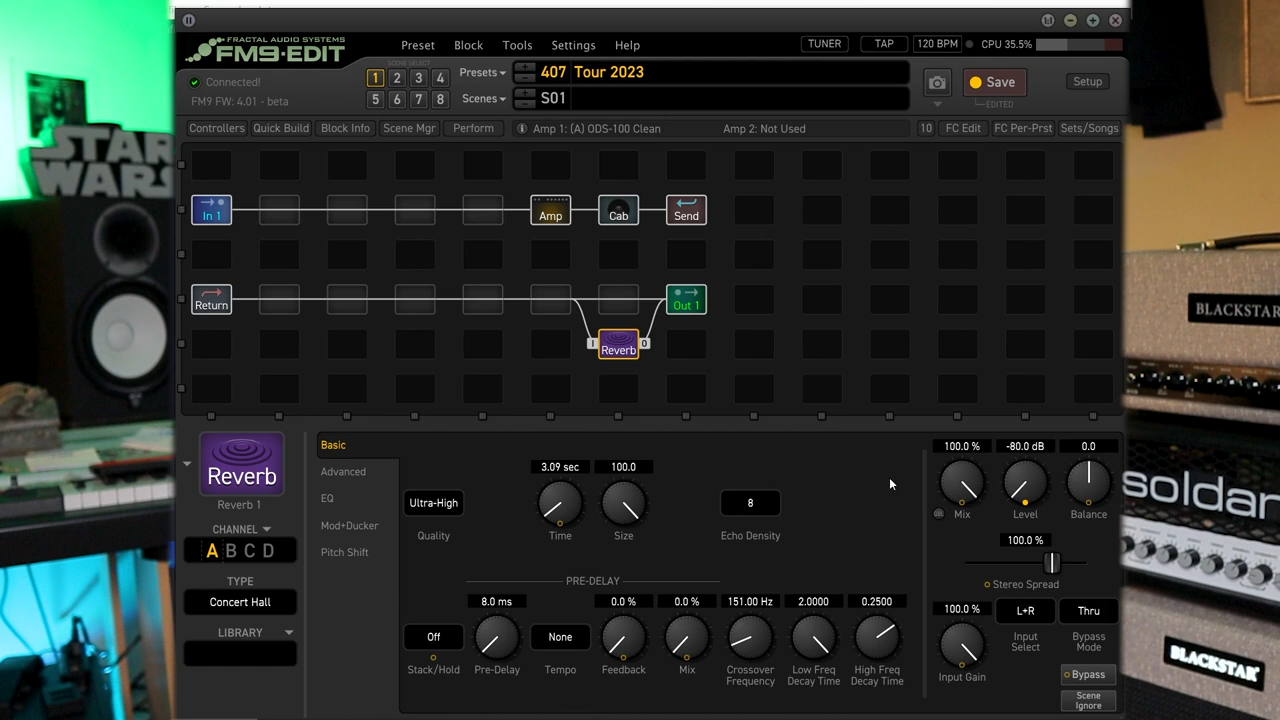 FRACTAL AUDIO SYSTEMS
FM9-EDIT
Preset Block Tools Settings Help
TUNER TAP 120 BPM CPU 35.5%
Connected!
FM9 FW: 4.01 - beta
SCENE SELECT
1 2 3 4
5 6 7 8
Presets 407 Tour 2023
Scenes S01
Save
EDITED
Setup
Controllers Quick Build Block Info Scene Mgr Perform Amp 1: (A) ODS-100 Clean Amp 2: Not Used 10 FC Edit FC Per-Prst Sets/Songs
In 1 Amp Cab Send
Return Out 1
I Reverb O
STAR
WARS
BLACKSTAR
soldan
BLACKSTAR
Reverb
Reverb 1
CHANNEL
A B C D
TYPE
Concert Hall
LIBRARY
Basic
Advanced
EQ
Mod+Ducker
Pitch Shift
3.09 sec 100.0
Ultra-High 8
Quality Time Size Echo Density
PRE-DELAY
8.0 ms 0.0 % 0.0 % 151.00 Hz 2.0000 0.2500
Off None
Stack/Hold Pre-Delay Tempo Feedback Mix Crossover Frequency Low Freq Decay Time High Freq Decay Time
100.0 % -80.0 dB 0.0
Mix Level Balance
100.0 %
Stereo Spread
100.0 % L+R Thru
Input Gain Input Select Bypass Mode
Bypass
Scene Ignore